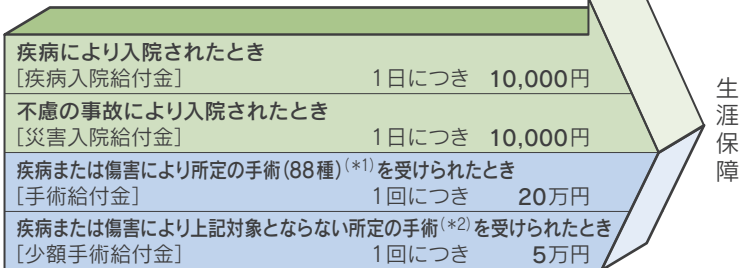 疾病により入院されたとき
[疾病入院給付金] 1日につき 10,000円
不慮の事故により入院されたとき
[災害入院給付金] 1日につき 10,000円
疾病または傷害により所定の手術(88種)(*1)を受けられたとき
[手術給付金] 1回につき 20万円
疾病または傷害により上記対象とならない所定の手術(*2)を受けられたとき
[少額手術給付金] 1回につき 5万円
生涯保障